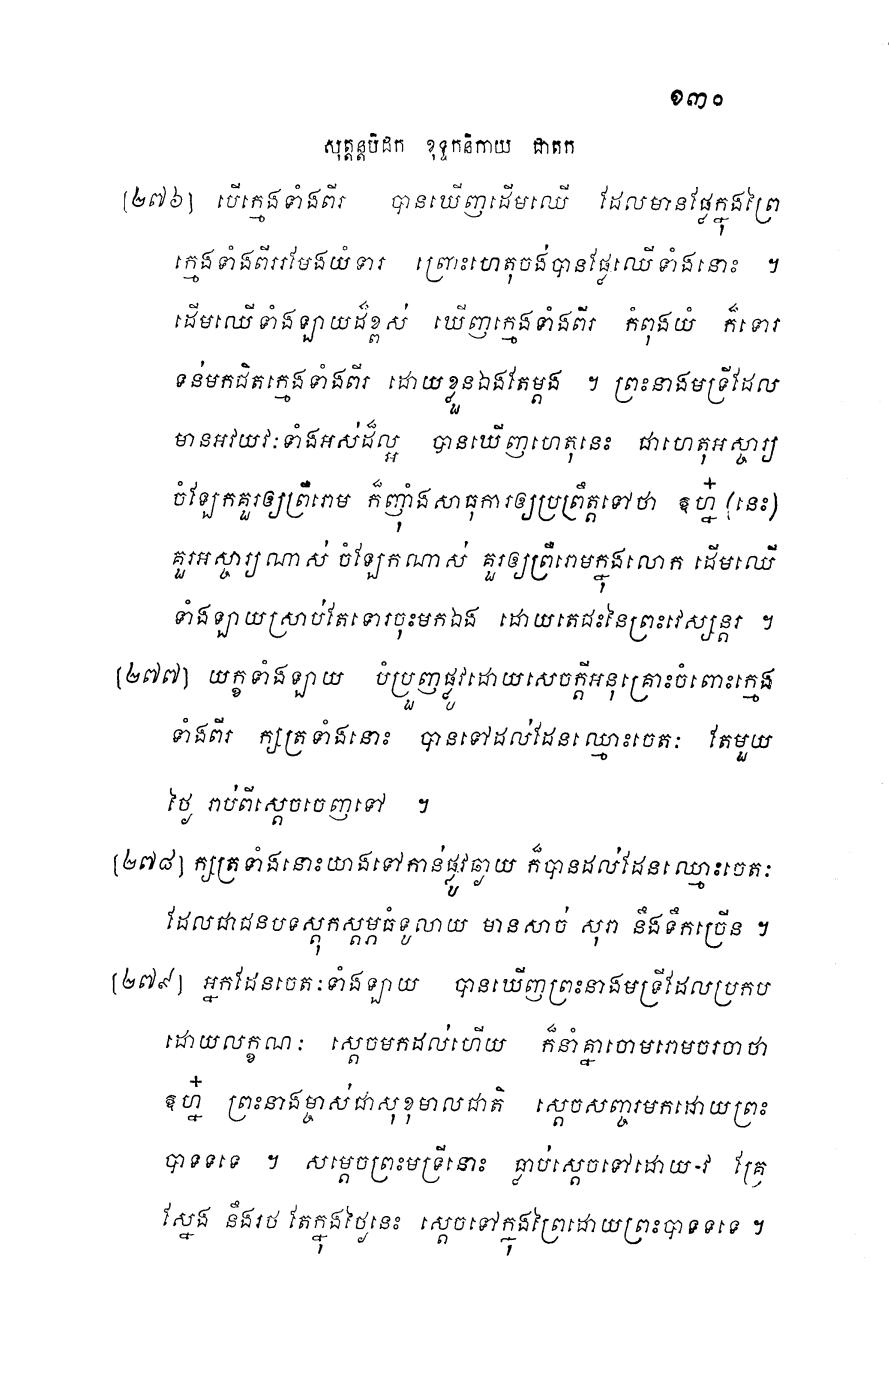 ១៣០
សុត្តន្តបិដក ខុទ្ទកនិកាយ ជាតក
[២៧៦] បើក្មេងទាំងពីរ បានឃើញដើមឈើ ដែលមានផ្លែក្នុងព្រៃ
ក្មេងទាំងពីររមែងយំទារ ព្រោះហេតុចង់បានផ្លែឈើទាំងនោះ ។
ដើមឈើទាំងឡាយដ៏ខ្ពស់ ឃើញក្មេងទាំងពីរ កំពុងយំ ក៏ទោរ
ទន់មកជិតក្មេងទាំងពីរ ដោយខ្លួនឯងតែម្តង ។ ព្រះនាងមទ្រីដែល
មានអវយវៈទាំងអស់ដ៏ល្អ បានឃើញហេតុនេះ ជាហេតុអស្ចារ្យ
ចំឡែកគួរឲ្យព្រឺរោម ក៏ញ៉ាំងសាធុការឲ្យប្រព្រឹត្តទៅថា ឱហ្ន៎ (នេះ)
គួរអស្ចារ្យណាស់ ចំឡែកណាស់ គួរឲ្យព្រឺរោមក្នុងលោក ដើមឈើ
ទាំងឡាយស្រាប់តែទោរចុះមកឯង ដោយតេជះនៃព្រះវេស្សន្តរ ។
[២៧៧] យក្ខទាំងឡាយ បំប្រួញផ្លូវដោយសេចក្តីអនុគ្រោះចំពោះក្មេង
ទាំងពីរ ក្សត្រទាំងនោះ បានទៅដល់ដែនឈ្មោះចេតៈ តែមួយ
ថ្ងៃ រាប់ពីស្តេចចេញទៅ ។
[២៧៨] ក្សត្រទាំងនោះយាងទៅកាន់ផ្លូវឆ្ងាយ ក៏បានដល់ដែនឈ្មោះចេតៈ
ដែលជាជនបទស្តុកស្តម្ភធំទូលាយ មានសាច់ សុរា នឹងទឹកច្រើន ។
[២៧៩] អ្នកដែនចេតៈទាំងឡាយ បានឃើញព្រះនាងមទ្រីដែលប្រកប
ដោយលក្ខណៈ ស្តេចមកដល់ហើយ ក៏នាំគ្នាចោមរោមចរចាថា
ឱហ្ន៎ ព្រះនាងម្ចាស់ជាសុខុមាលជាតិ ស្តេចសញ្ចរមកដោយព្រះ
បាទទទេ ។ សម្តេចព្រះមទ្រីនោះ ធ្លាប់ស្តេចទៅដោយវ គ្រែ
ស្នែង នឹងរថ តែក្នុងថ្ងៃនេះ ស្តេចទៅក្នុងព្រៃដោយព្រះបាទទទេ ។